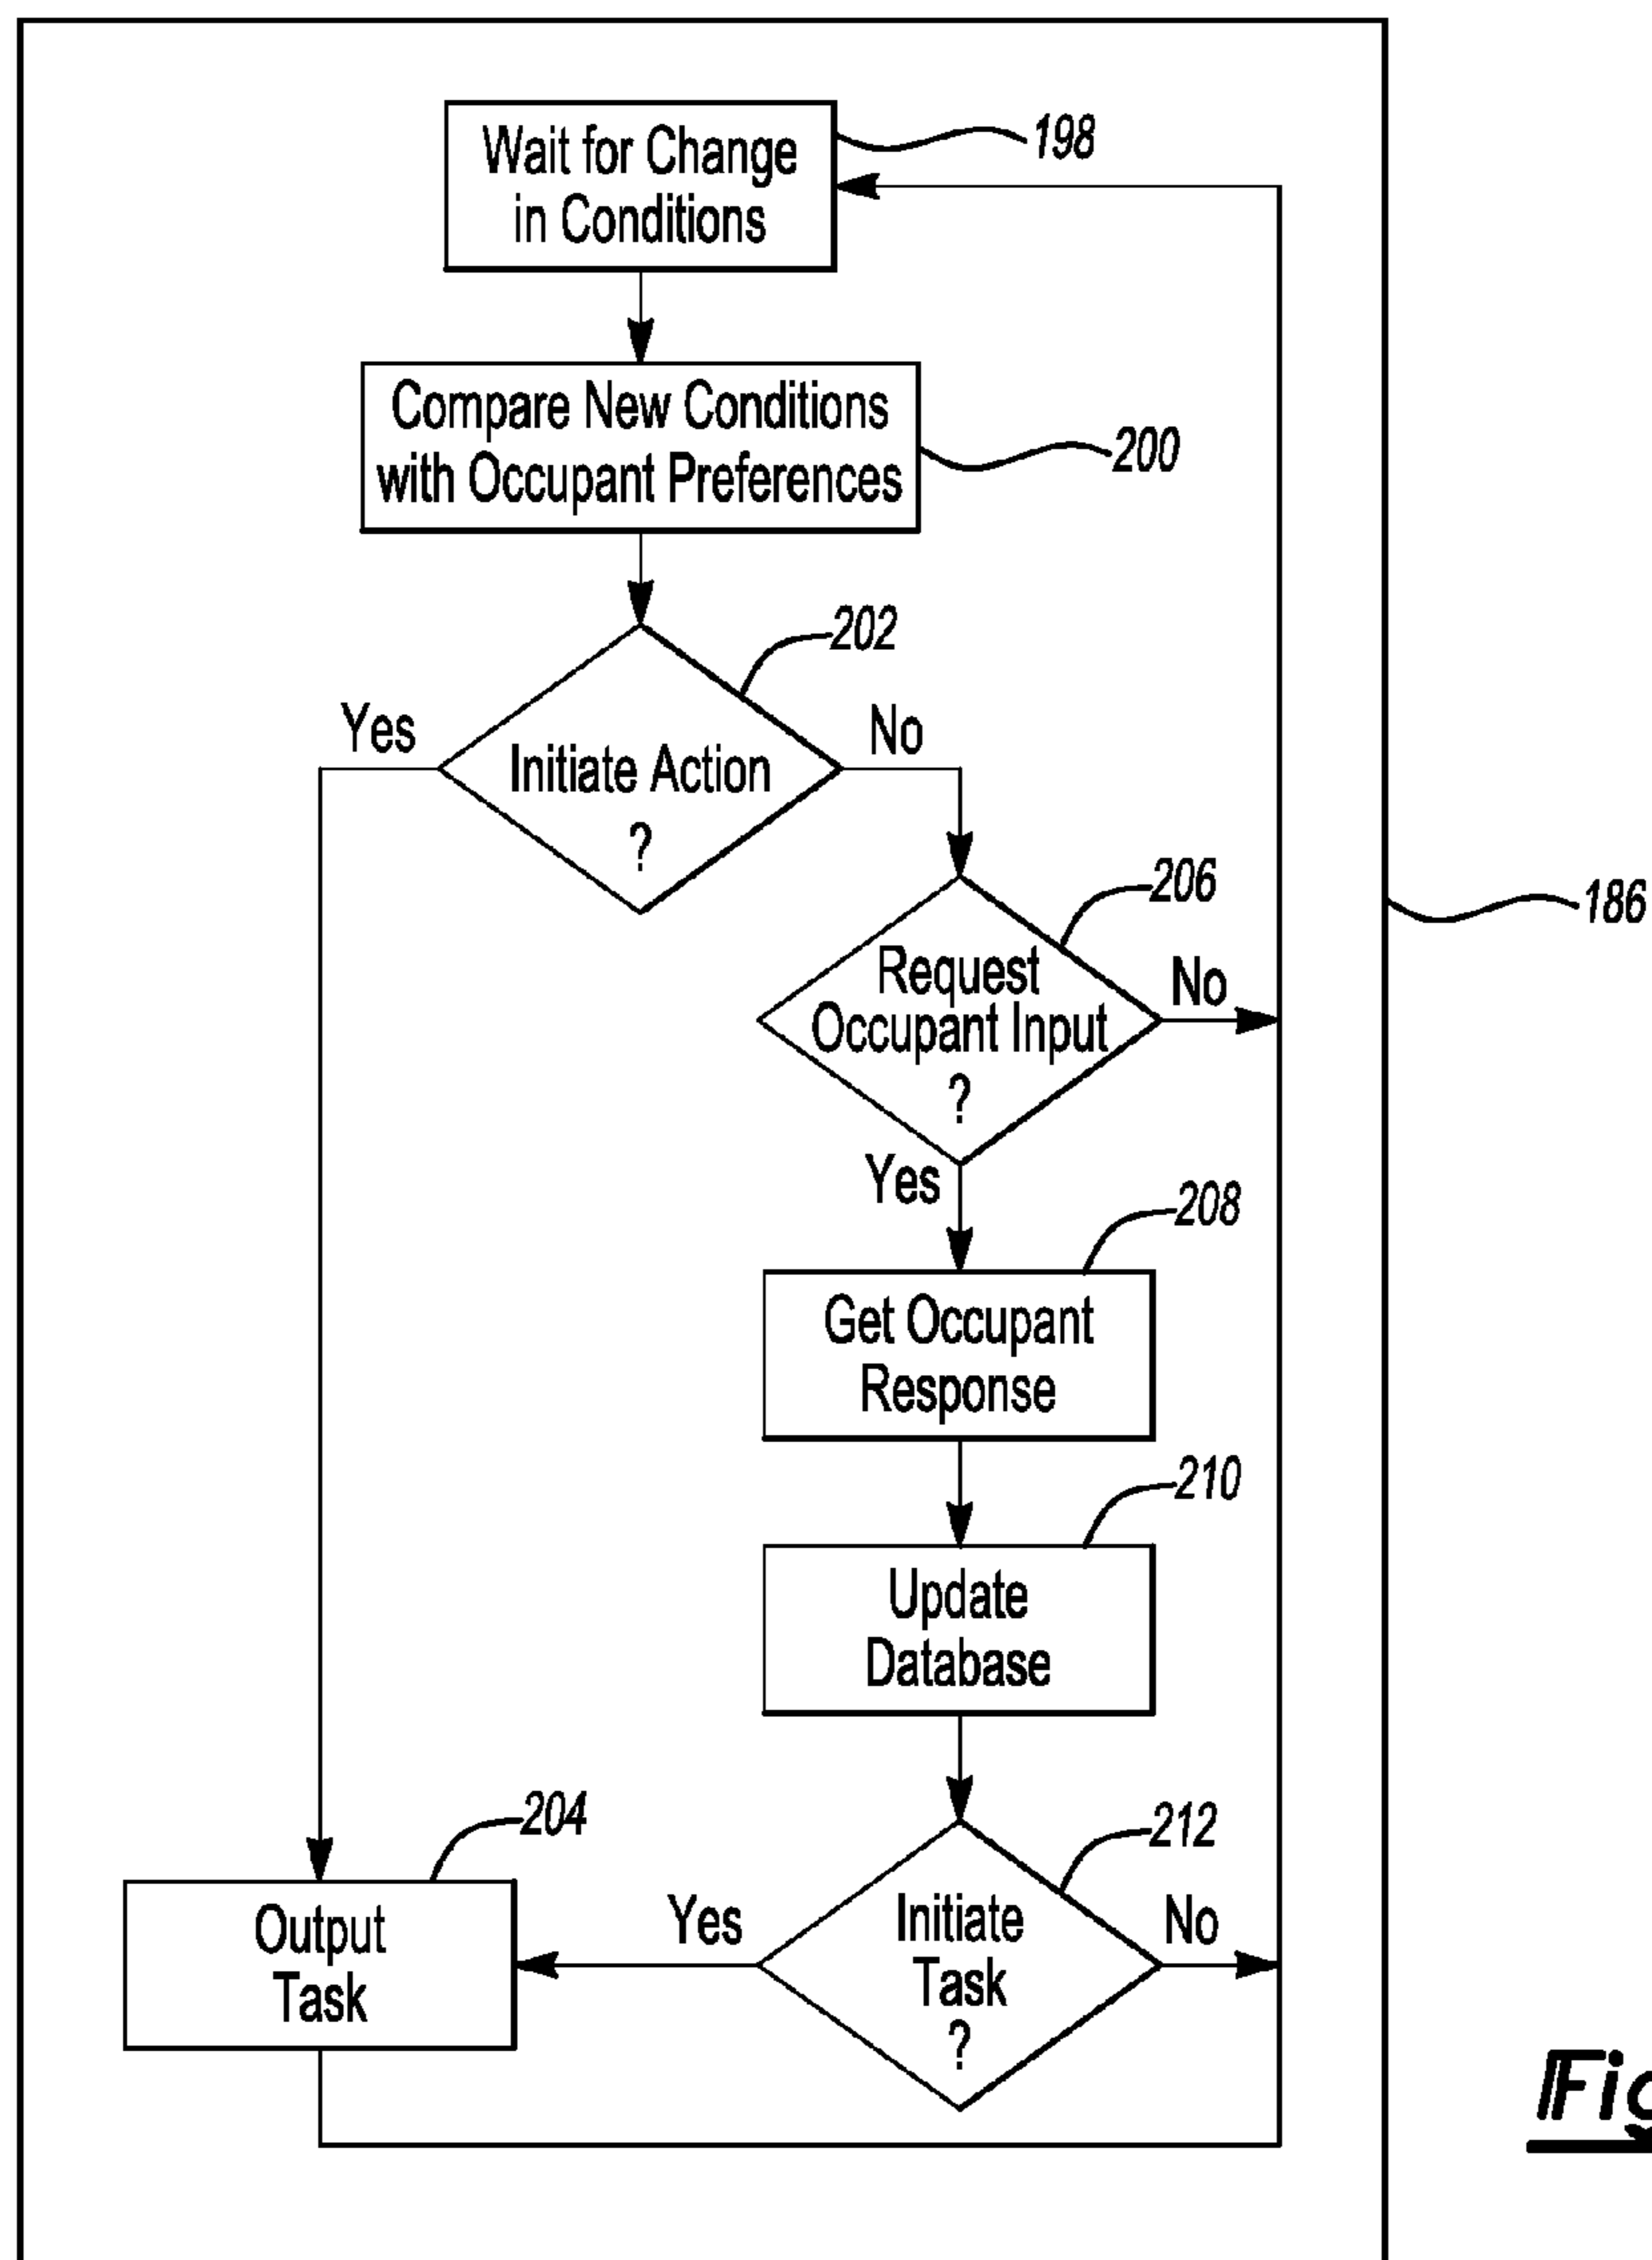 Wait for Change
in Conditions
198
Compare New Conditions
with Occupant Preferences
200
202
Yes
No
Initiate Action
?
206
186
Request
Occupant Input
?
No
Yes
208
Get Occupant
Response
210
Update
Database
204
212
Output
Task
Yes
Initiate
Task
?
No